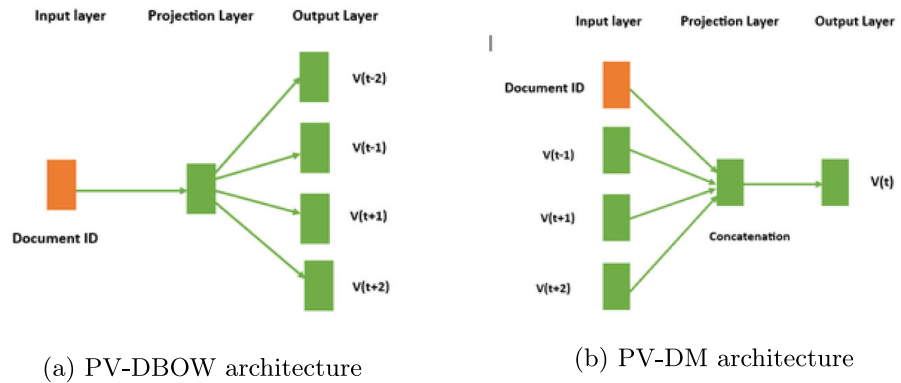 Input layer Projection Layer Output Layer
V(t-2)
V(t-1)
V(t+1)
V(t+2)
Document ID
(a) PV-DBOW architecture
Input layer Projection Layer Output Layer
Document ID
V(t-1)
V(t+1)
V(t+2)
Concatenation
V(t)
(b) PV-DM architecture